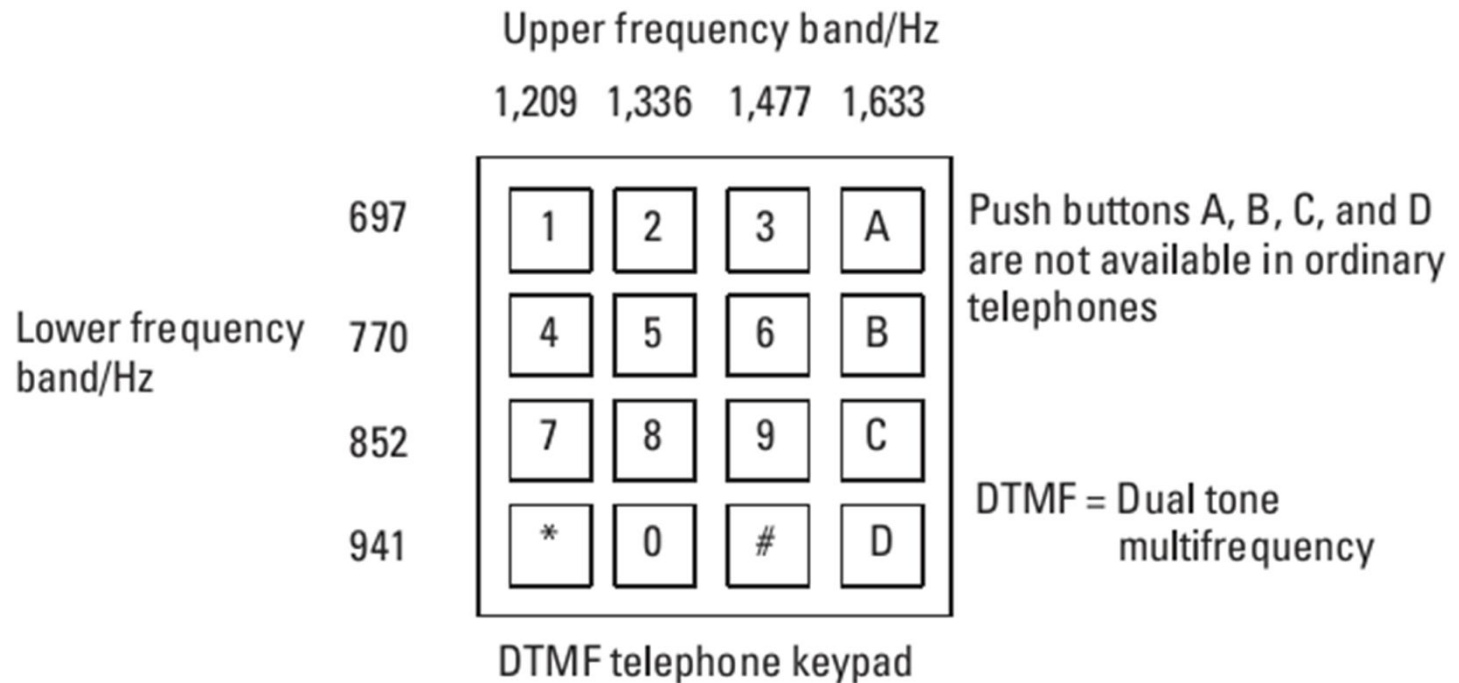 Upper frequency band/Hz
1,209 1,336 1,477 1,633
697 1 2 3 A
Push buttons A, B, C, and D
are not available in ordinary
telephones
Lower frequency
band/Hz
770 4 5 6 B
852 7 8 9 C
941 * 0 # D
DTMF = Dual tone
multifrequency
DTMF telephone keypad